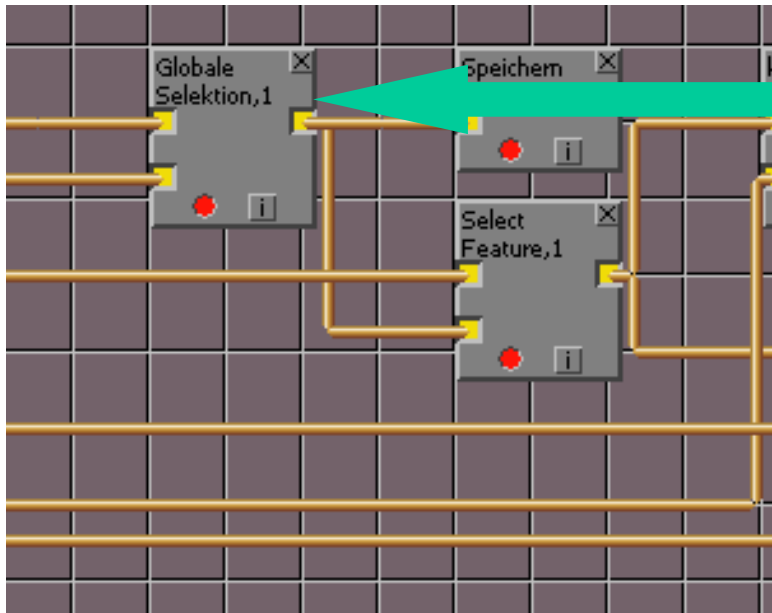 Globale
Selektion,1
Speichern
i
i
Select
Feature,1
i